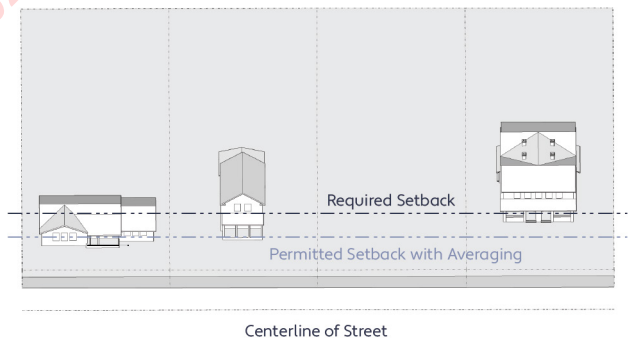 Required Setback
Permitted Setback with Averaging
Centerline of Street